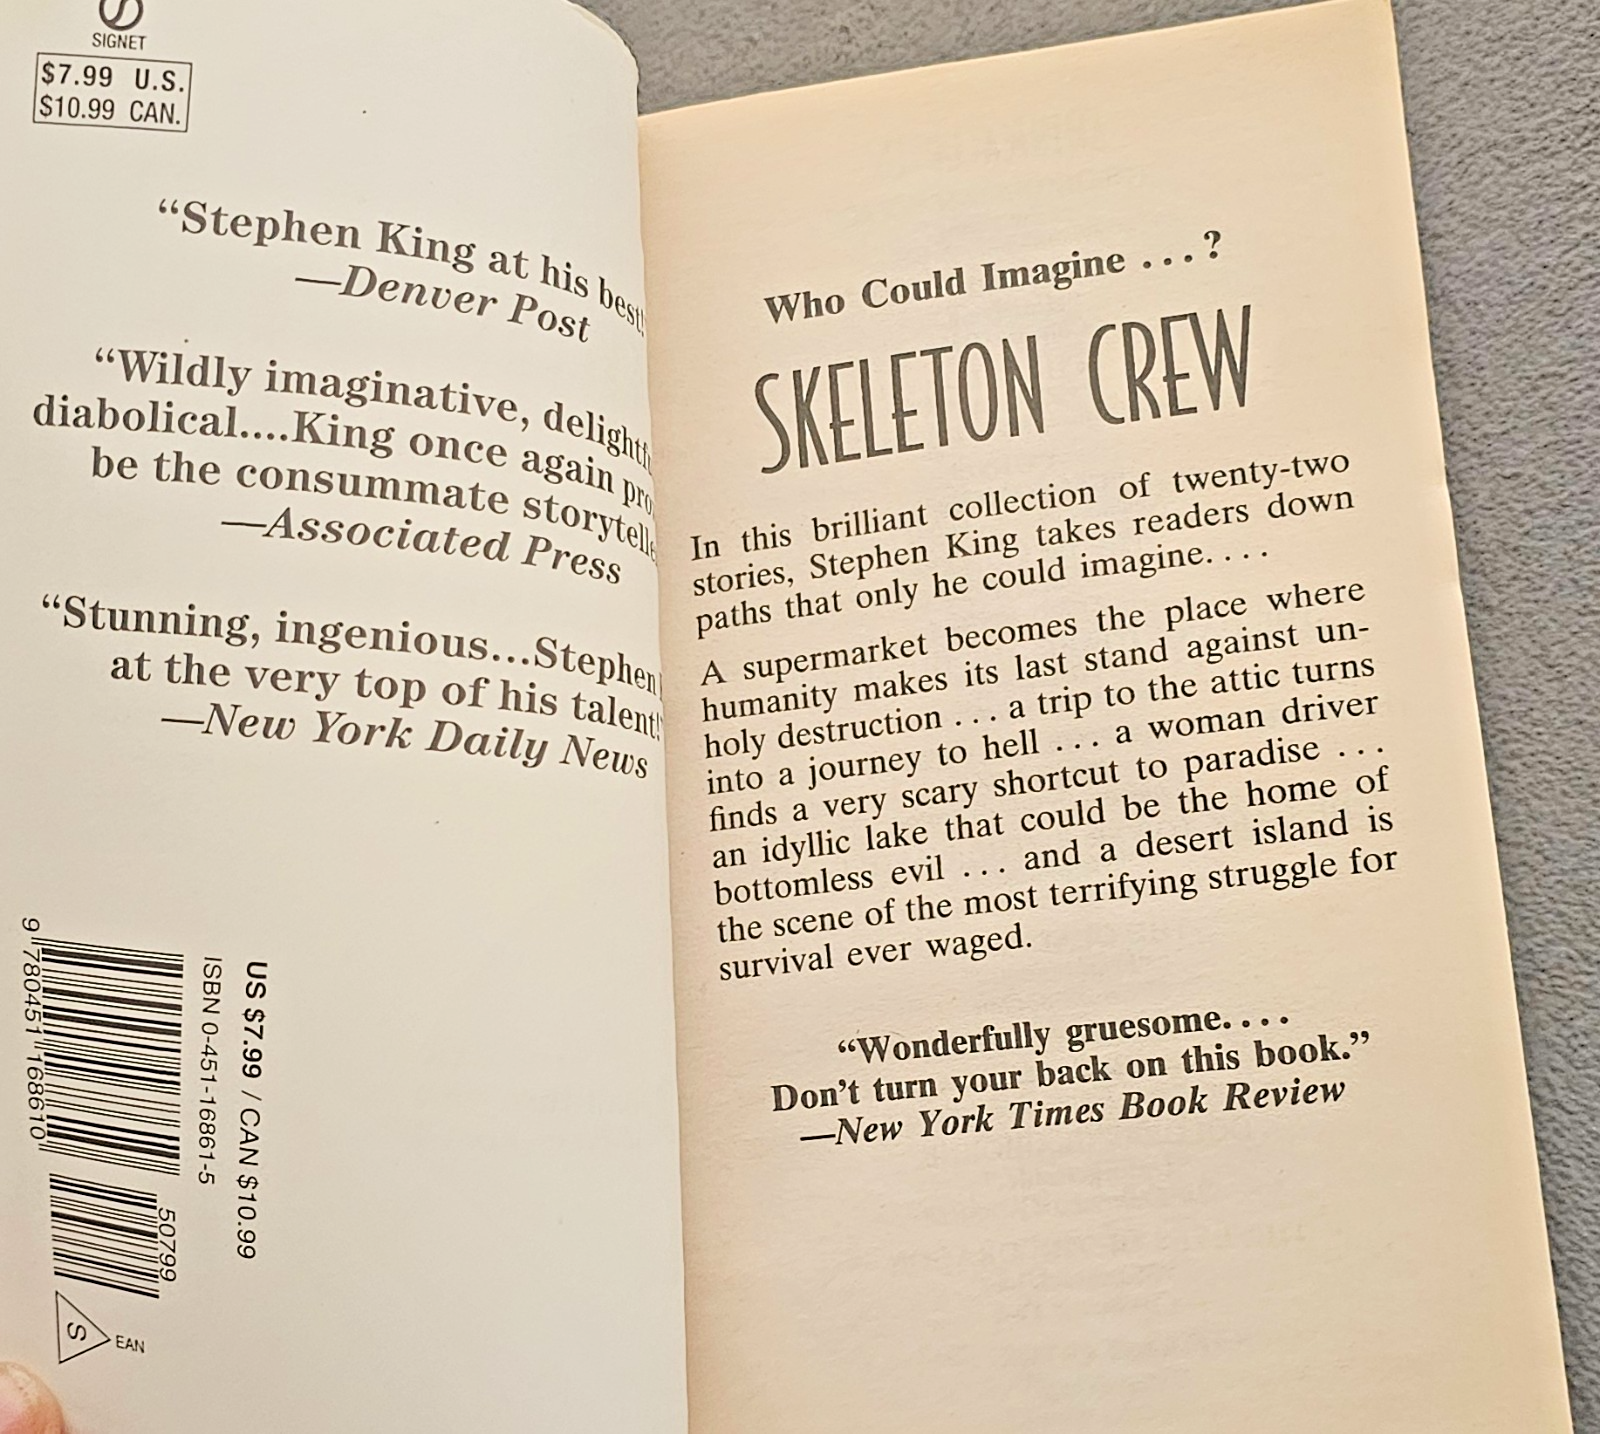 SIGNET
$7.99 U.S.
$10.99 CAN.
“Stephen King at his best!
—Denver Post
“Wildly imaginative,
diabolical....King once again
be the consummate
—Associated Press
“Stunning, ingenious...Stephen
at the very top of his talent!
—New York Daily News
9 780451 168610
ISBN 0-451-16861-5
US $7.99 / CAN $10.99
50799
S
EAN
Who Could Imagine . . . ?
SKELETON CREW
In this brilliant collection of twenty-two
stories, Stephen King takes readers down
paths that only he could imagine. . . .
A supermarket becomes the place where
humanity makes its last stand against un-
holy destruction . . . a trip to the attic turns
into a journey to hell . . . a woman driver
finds a very scary shortcut to paradise . . .
an idyllic lake that could be the home of
bottomless evil . . . and a desert island is
the scene of the most terrifying struggle for
survival ever waged.
“Wonderfully gruesome. . . .
Don’t turn your back on this book.”
—New York Times Book Review